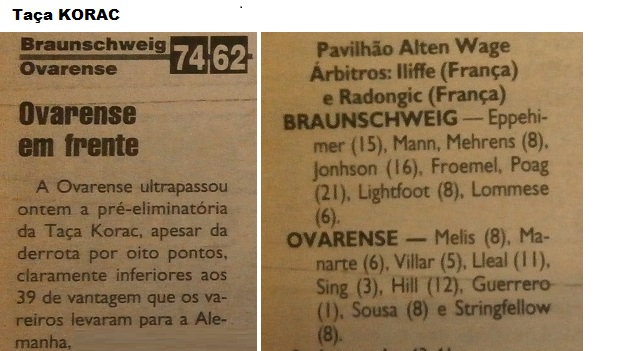 Taça KORAC
Braunschweig 74 62
Ovarense
Ovarense
em frente
A Ovarense ultrapassou
ontem a pré-eliminatória
da Taça Korac, apesar da
derrota por oito pontos,
claramente inferiores aos
39 de vantagem que os va-
reiros levaram para a Ale-
manha,
Pavilhão Alten Wage
Árbitros: Iliffe (França)
e Radongic (França)
BRAUNSCHWEIG — Eppehi-
mer (15), Mann, Mehrens (8),
Jonhson (16), Froemel, Poag
(21), Lightfoot (8), Lommese
(6).
OVARENSE — Melis (8), Ma-
narte (6), Villar (5), Lleal (11),
Sing (3), Hill (12), Guerrero
(1), Sousa (8) e Stringfellow
(8).